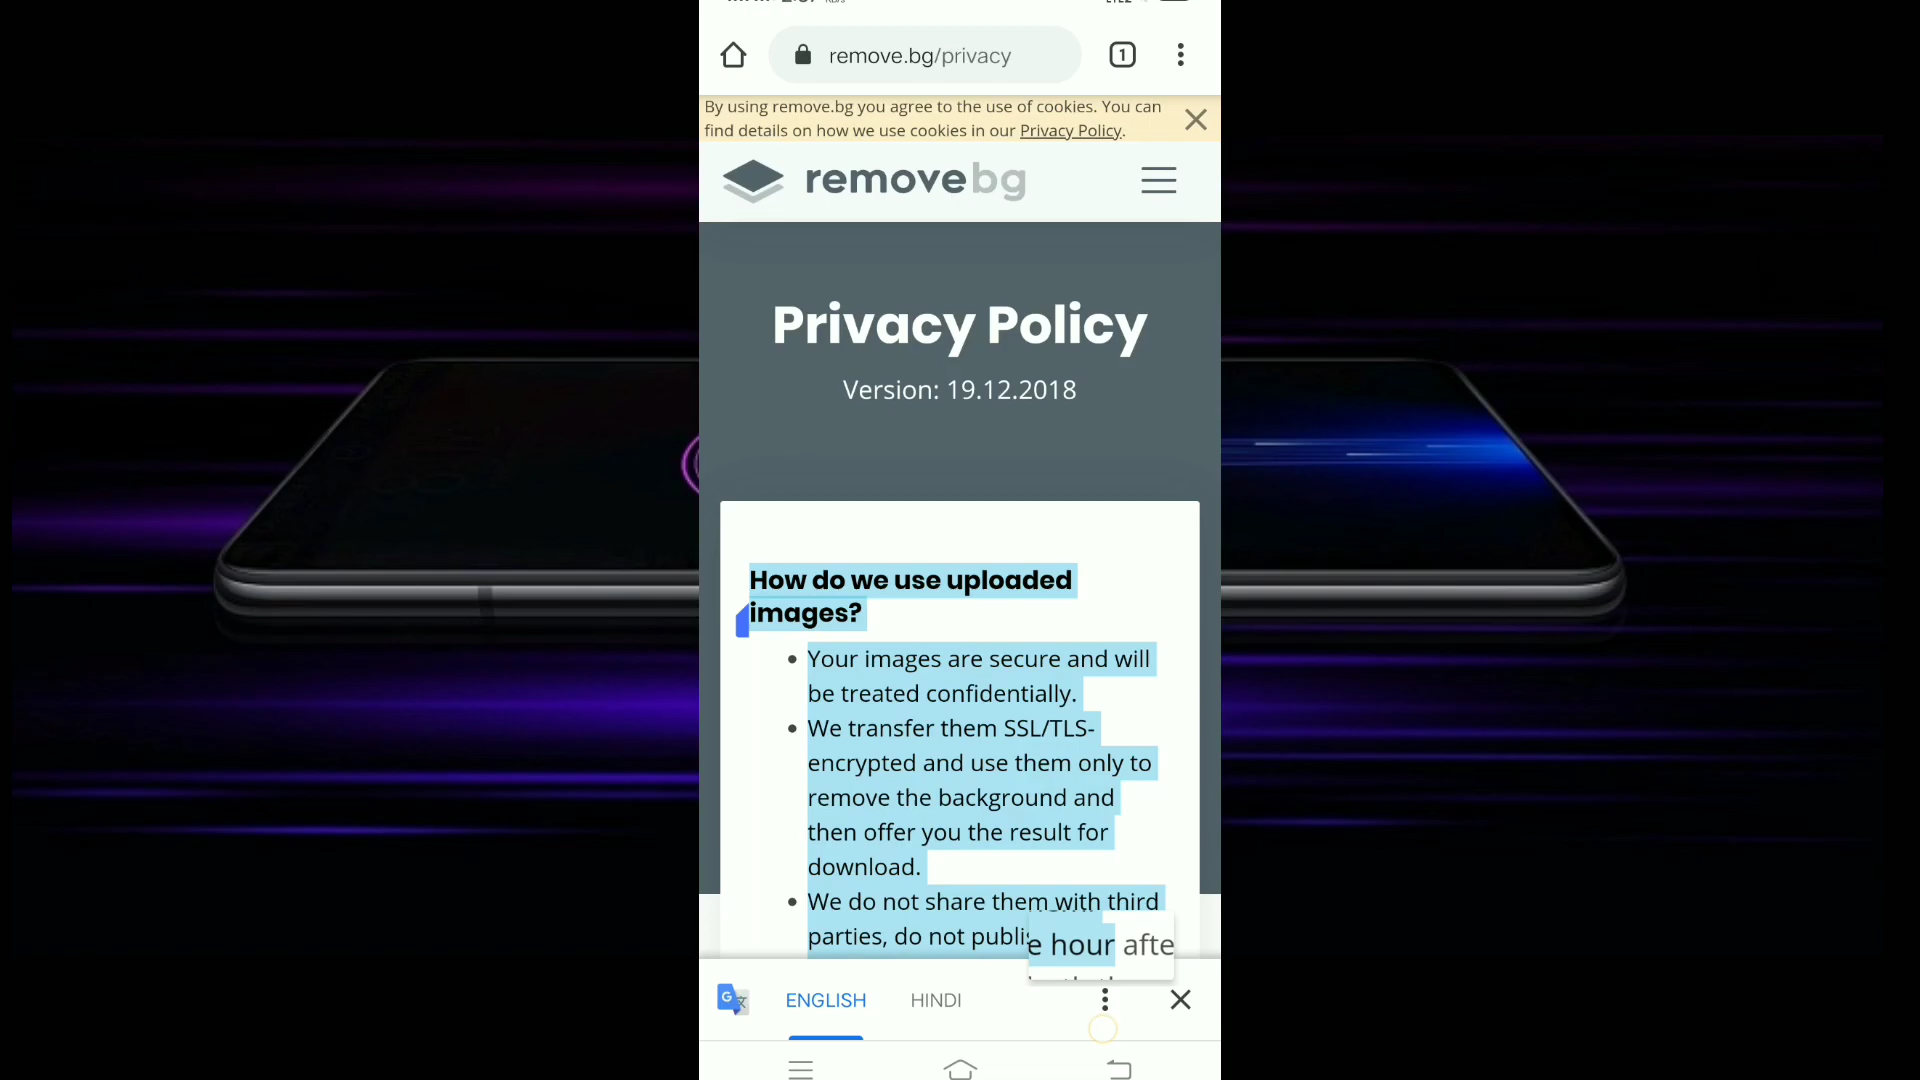 remove.bg/privacy
1
By using remove.bg you agree to the use of cookies. You can
find details on how we use cookies in our Privacy Policy.
removebg
Privacy Policy
Version: 19.12.2018
How do we use uploaded
images?
• Your images are secure and will
be treated confidentially.
• We transfer them SSL/TLS-
encrypted and use them only to
remove the background and
then offer you the result for
download.
• We do not share them with third
parties, do not publis
e hour afte
ENGLISH HINDI